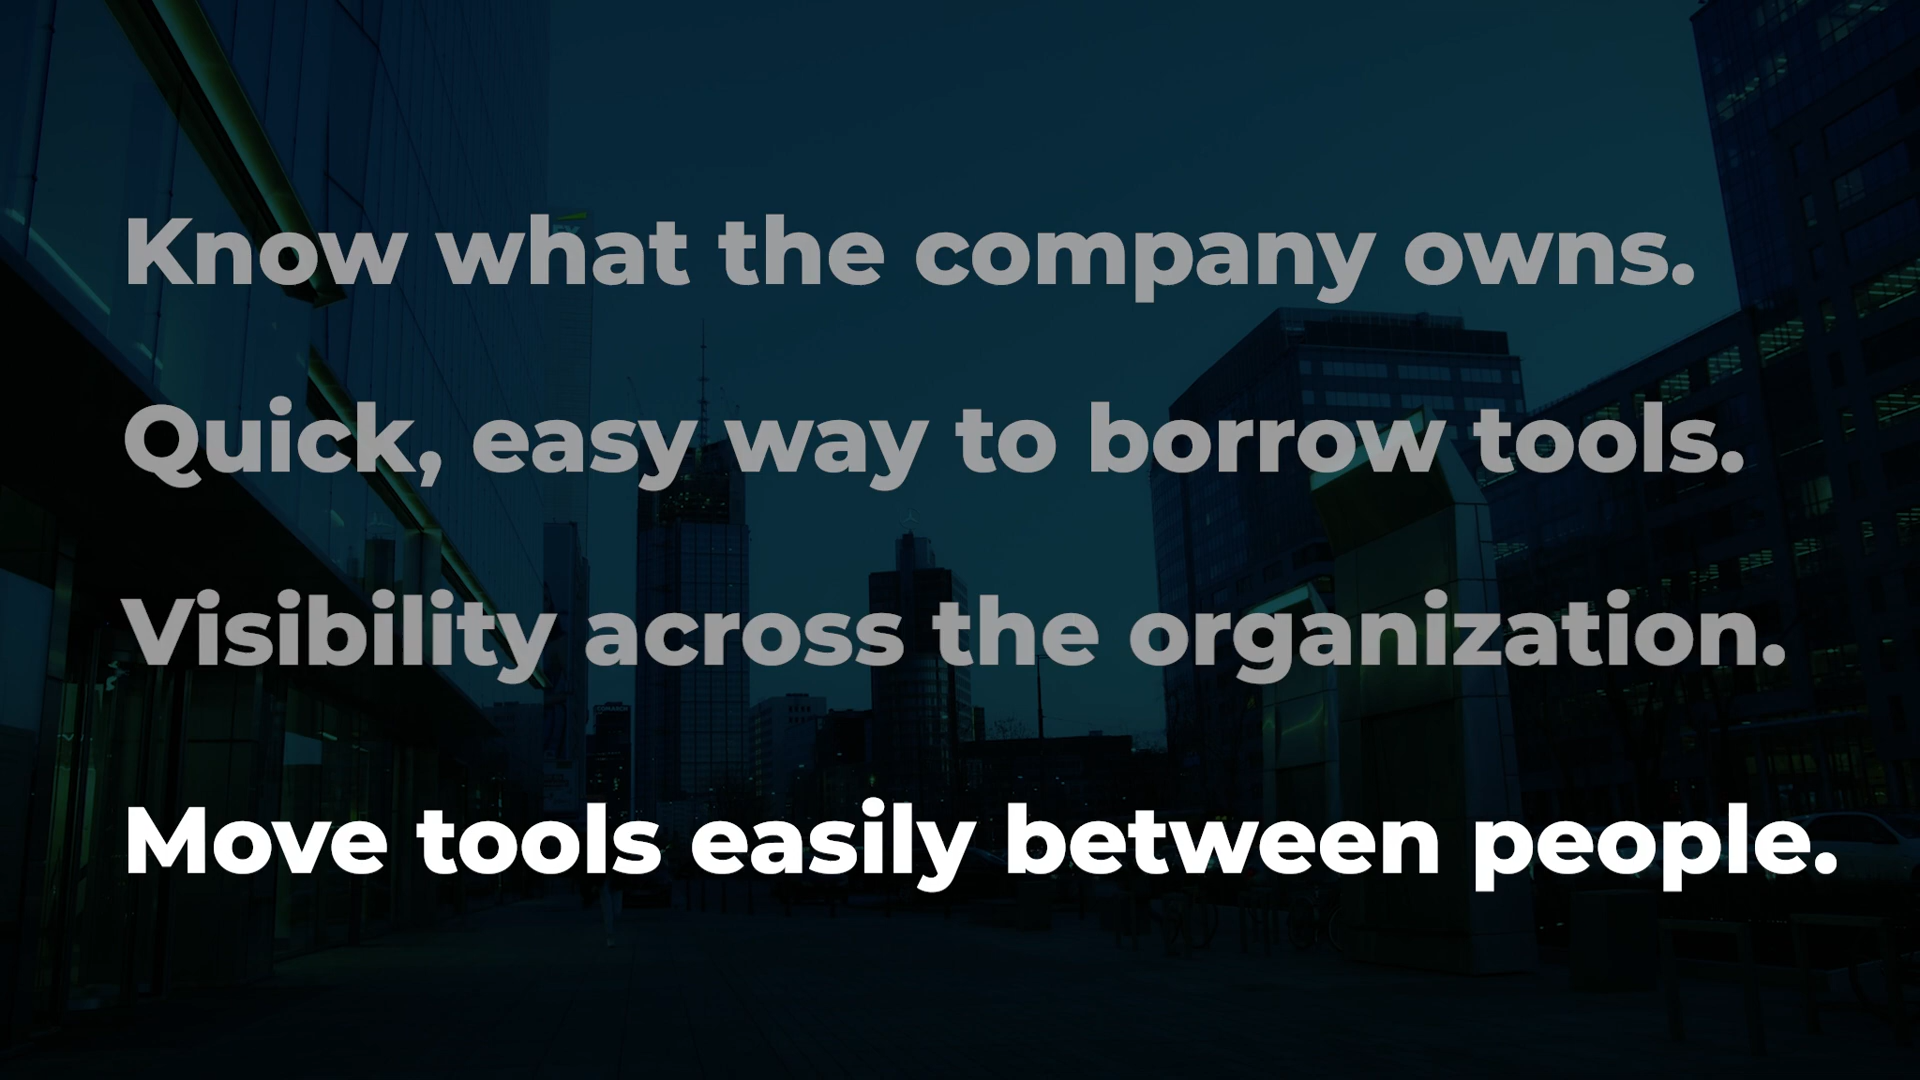 Know what the company owns.
Quick, easy way to borrow tools.
Visibility across the organization.
Move tools easily between people.